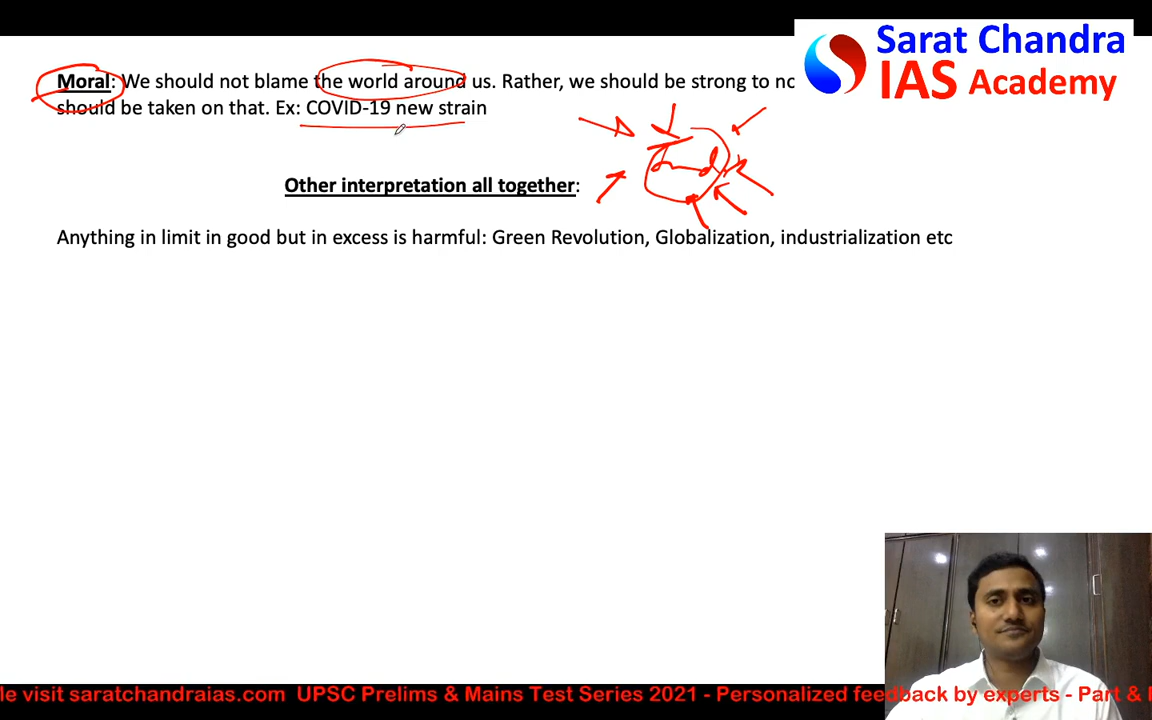 Sarat Chandra
IAS Academy
Moral: We should not blame the world around us. Rather, we should be strong to
should be taken on that. Ex: COVID-19 new strain
Other interpretation all together:
Anything in limit in good but in excess is harmful: Green Revolution, Globalization, industrialization etc
visit saratchandraias.com UPSC Prelims & Mains Test Series 2021 - Personalized feedback by experts - Part &